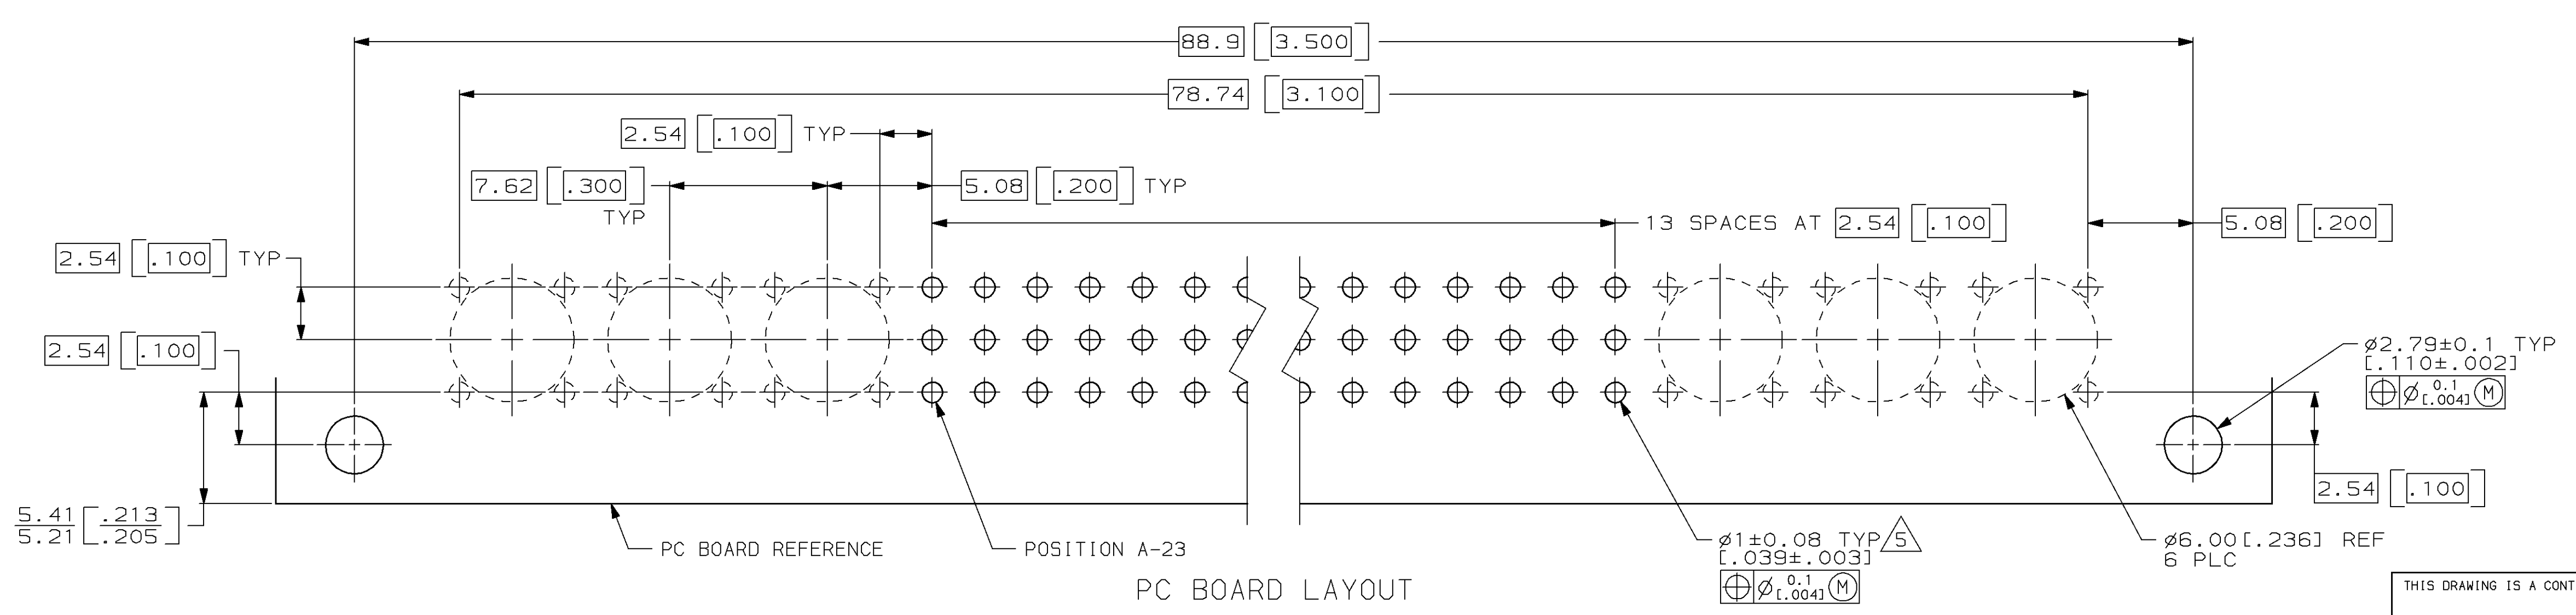 88.9 [3.500]
78.74 [3.100]
2.54 [.100] TYP
7.62 [.300]
TYP
5.08 [.200] TYP
13 SPACES AT 2.54 [.100]
5.08 [.200]
2.54 [.100] TYP
2.54 [.100]
5.41 [.213]
5.21 [.205]
PC BOARD REFERENCE
POSITION A-23
ø1±0.08 TYP 5
[.039±.003]
⌖ ø 0.1 [.004] Ⓜ
ø2.79±0.1 TYP
[.110±.002]
⌖ ø 0.1 [.004] Ⓜ
2.54 [.100]
ø6.00[.236] REF
6 PLC
PC BOARD LAYOUT
THIS DRAWING IS A CONT